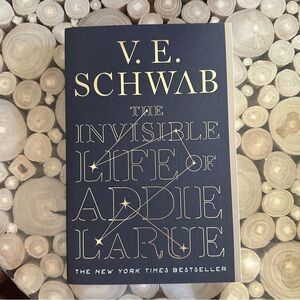 V. E.
SCHWAB
THE
INVISIBLE
LIFE OF
ADDIE
LARUE
THE NEW YORK TIMES BESTSELLER